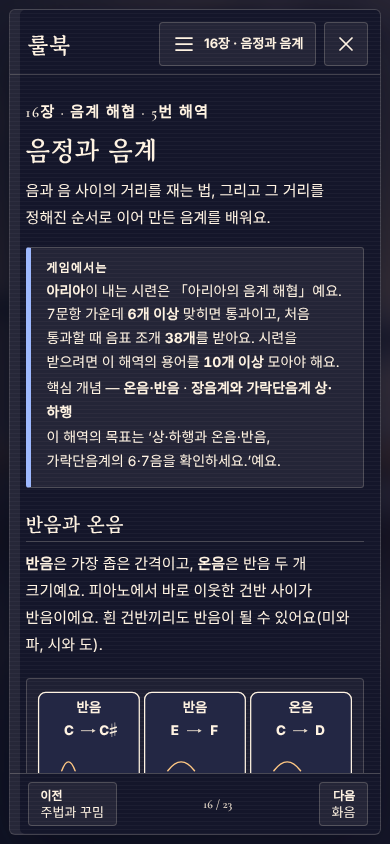 룰북
16장 · 음정과 음계
16장 · 음계 해협 · 5번 해역
음정과 음계
음과 음 사이의 거리를 재는 법, 그리고 그 거리를
정해진 순서로 이어 만든 음계를 배워요.
게임에서는
아리아이 내는 시련은 「아리아의 음계 해협」예요.
7문항 가운데 6개 이상 맞히면 통과이고, 처음
통과할 때 음표 조개 38개를 받아요. 시련을
받으려면 이 해역의 용어를 10개 이상 모아야 해요.
핵심 개념 — 온음·반음 · 장음계와 가락단음계 상·
하행
이 해역의 목표는 ‘상·하행과 온음·반음,
가락단음계의 6·7음을 확인하세요.’예요.
반음과 온음
반음은 가장 좁은 간격이고, 온음은 반음 두 개
크기예요. 피아노에서 바로 이웃한 건반 사이가
반음이에요. 흰 건반끼리도 반음이 될 수 있어요(미와
파, 시와 도).
반음
C → C♯
반음
E → F
온음
C → D
이전
주법과 꾸밈
16 / 23
다음
화음